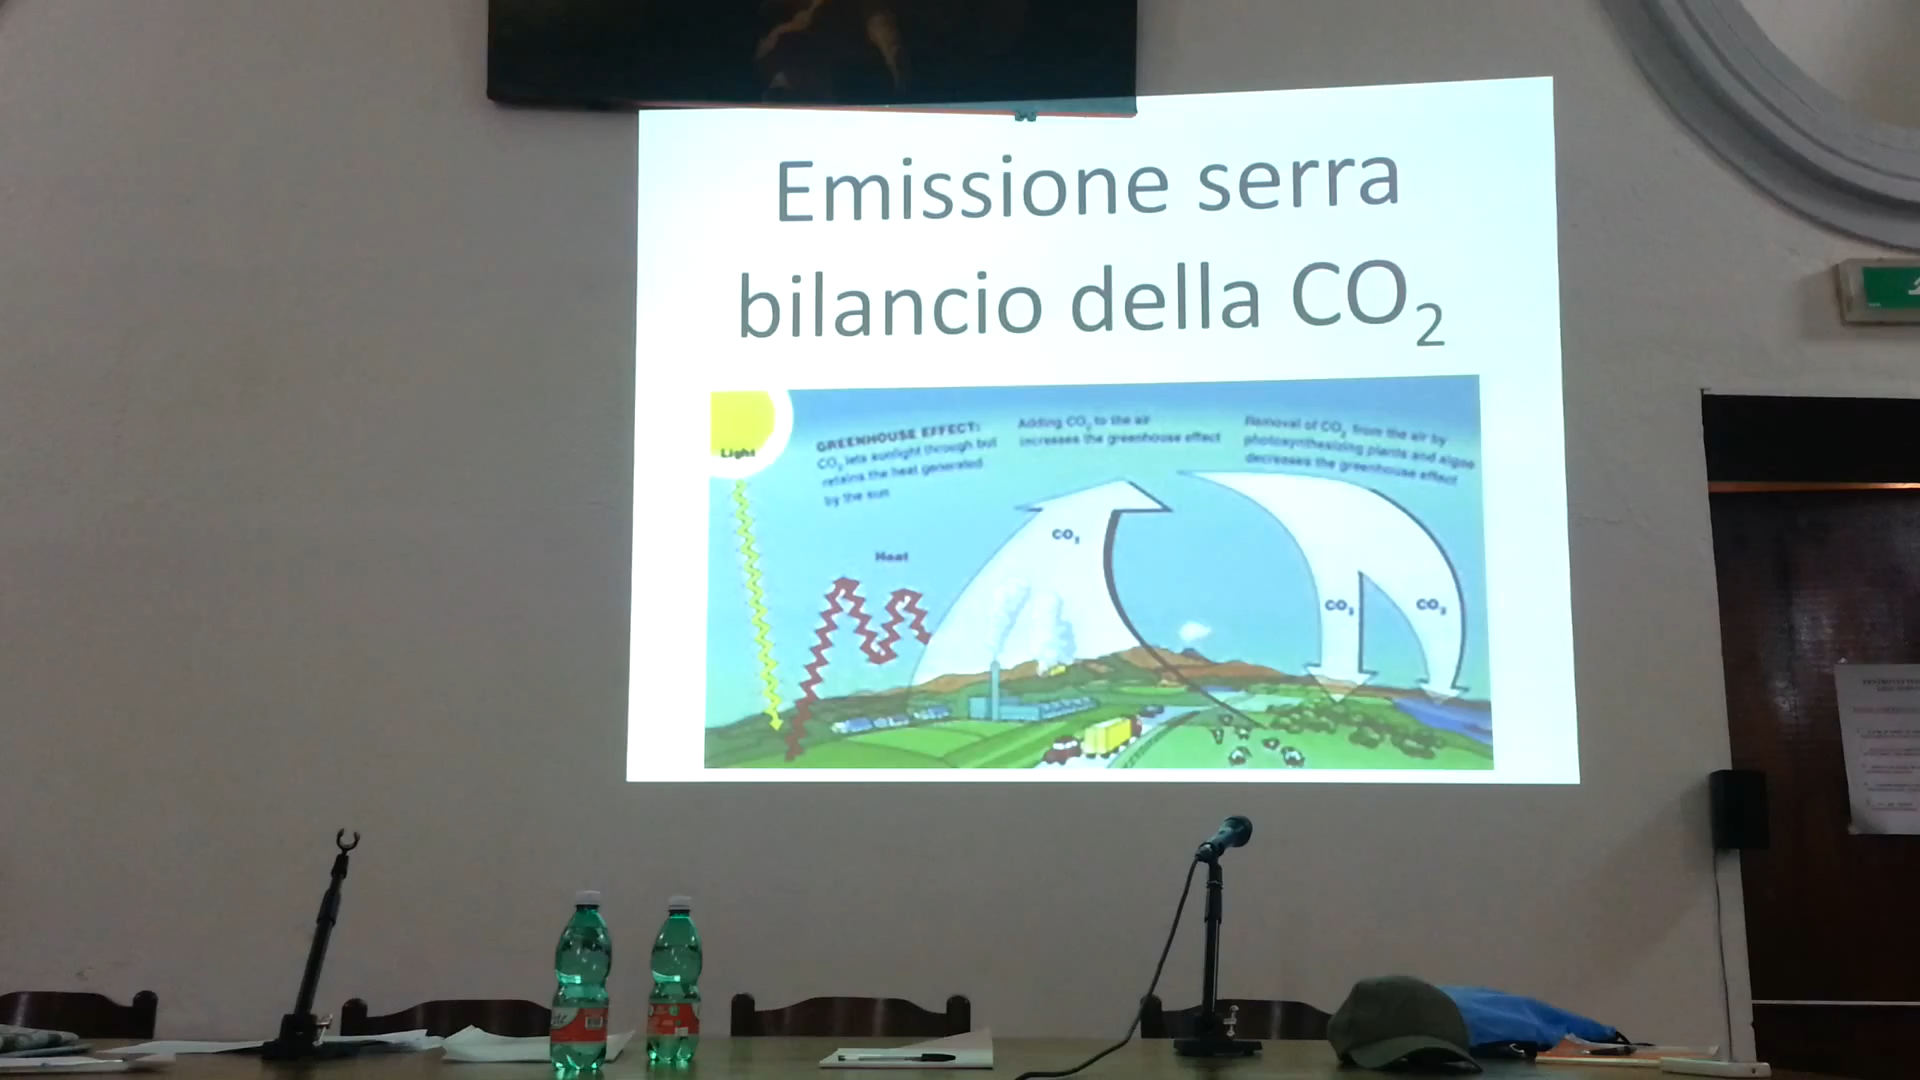 Emissione serra
bilancio della CO₂
Light
GREENHOUSE EFFECT:
CO₂ lets sunlight through but
retains the heat generated
by the sun
Adding CO₂ to the air
increases the greenhouse effect
Removal of CO₂ from the air by
photosynthesizing plants and algae
decreases the greenhouse effect
Heat
CO₂
CO₂
CO₂